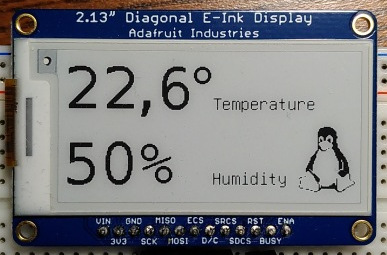 2.13" Diagonal E-Ink Display
Adafruit Industries
22,6° Temperature
50% Humidity
VIN GND MISO ECS SRCS RST ENA
3V3 SCK MOSI D/C SDCS BUSY